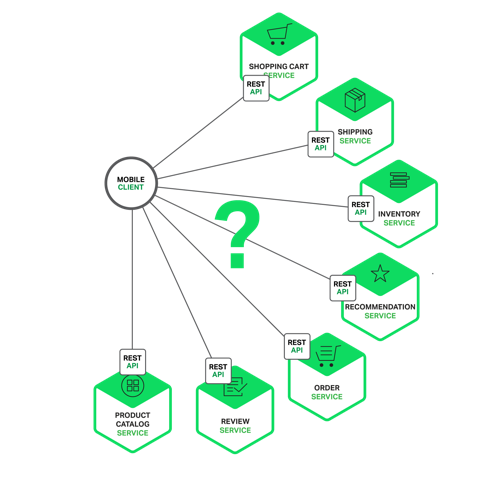 SHOPPING CART
SERVICE
REST
API
SHIPPING
SERVICE
REST
API
MOBILE
CLIENT
INVENTORY
SERVICE
REST
API
?
RECOMMENDATION
SERVICE
REST
API
ORDER
SERVICE
REST
API
REVIEW
SERVICE
REST
API
PRODUCT
CATALOG
SERVICE
REST
API